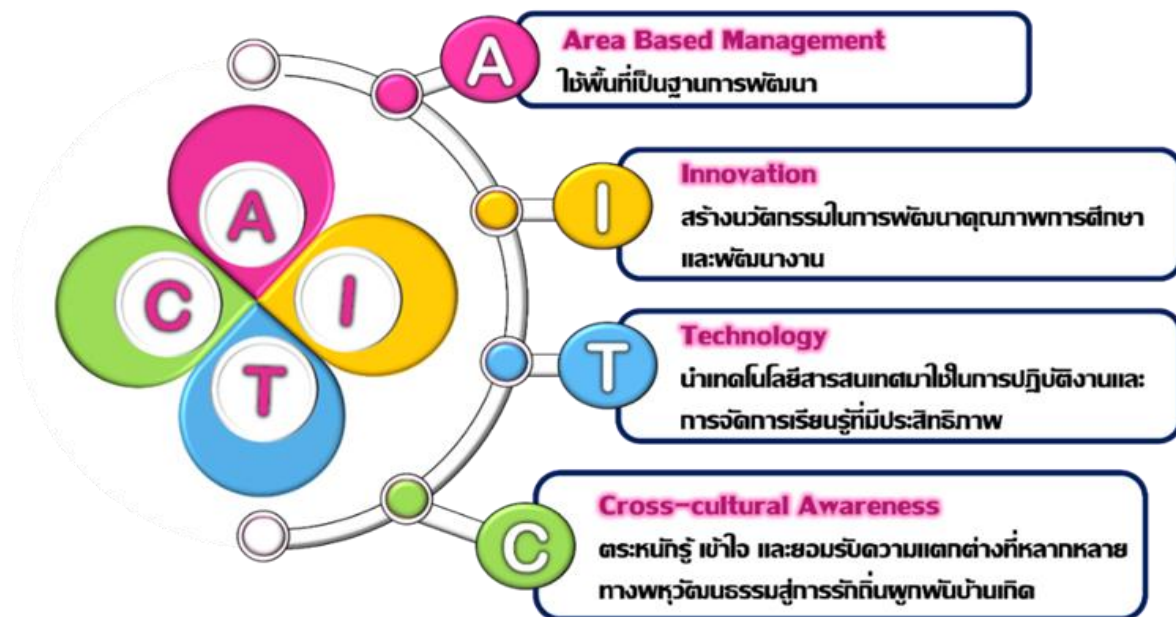 A
Area Based Management
ใช้พื้นที่เป็นฐานการพัฒนา
I
Innovation
สร้างนวัตกรรมในการพัฒนาคุณภาพการศึกษา
และพัฒนางาน
T
Technology
นำเทคโนโลยีสารสนเทศมาใช้ในการปฏิบัติงานและ
การจัดการเรียนรู้ที่มีประสิทธิภาพ
C
Cross-cultural Awareness
ตระหนักรู้ เข้าใจ และยอมรับความแตกต่างที่หลากหลาย
ทางพหุวัฒนธรรมสู่การรักถิ่นผูกพันบ้านเกิด
A
C
I
T